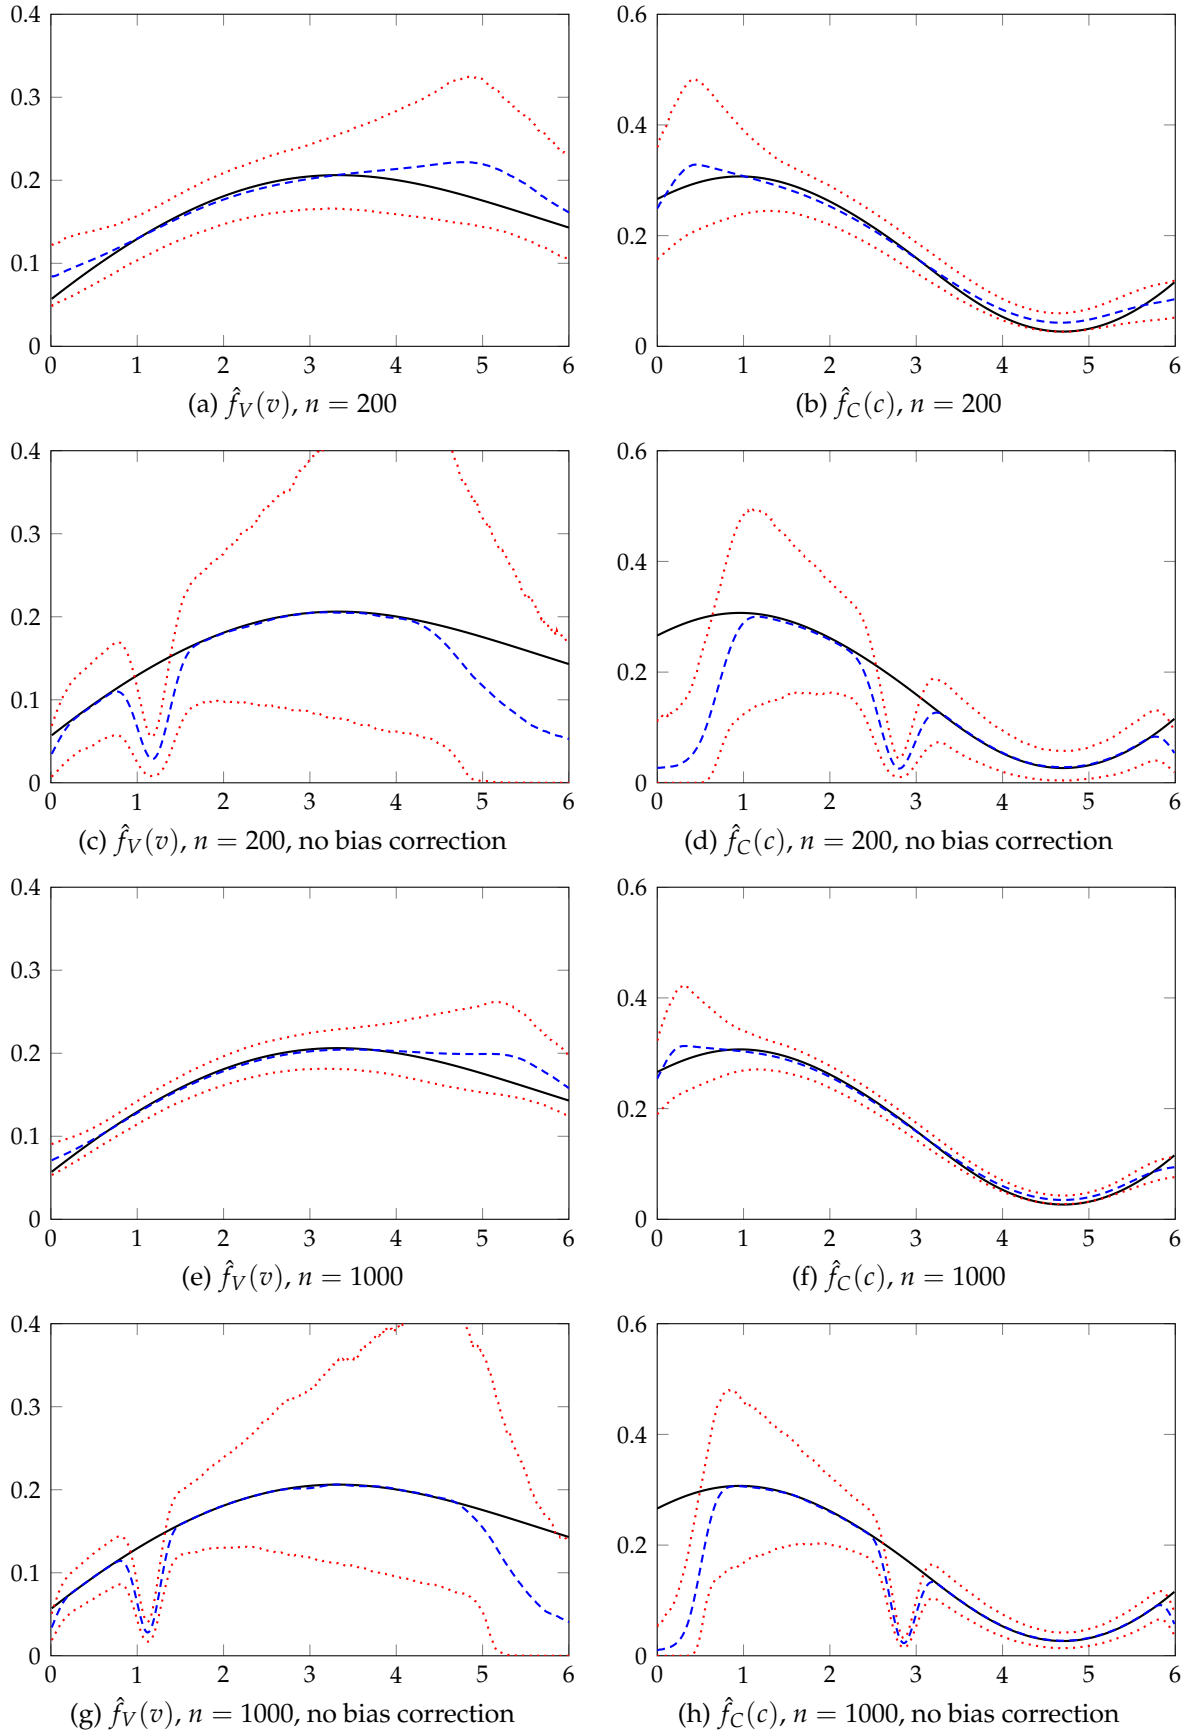 0.4
0.3
0.2
0.1
0
0 1 2 3 4 5 6
(a) f̂_V(v), n = 200
0.6
0.4
0.2
0
0 1 2 3 4 5 6
(b) f̂_C(c), n = 200
0.4
0.3
0.2
0.1
0
0 1 2 3 4 5 6
(c) f̂_V(v), n = 200, no bias correction
0.6
0.4
0.2
0
0 1 2 3 4 5 6
(d) f̂_C(c), n = 200, no bias correction
0.4
0.3
0.2
0.1
0
0 1 2 3 4 5 6
(e) f̂_V(v), n = 1000
0.6
0.4
0.2
0
0 1 2 3 4 5 6
(f) f̂_C(c), n = 1000
0.4
0.3
0.2
0.1
0
0 1 2 3 4 5 6
(g) f̂_V(v), n = 1000, no bias correction
0.6
0.4
0.2
0
0 1 2 3 4 5 6
(h) f̂_C(c), n = 1000, no bias correction